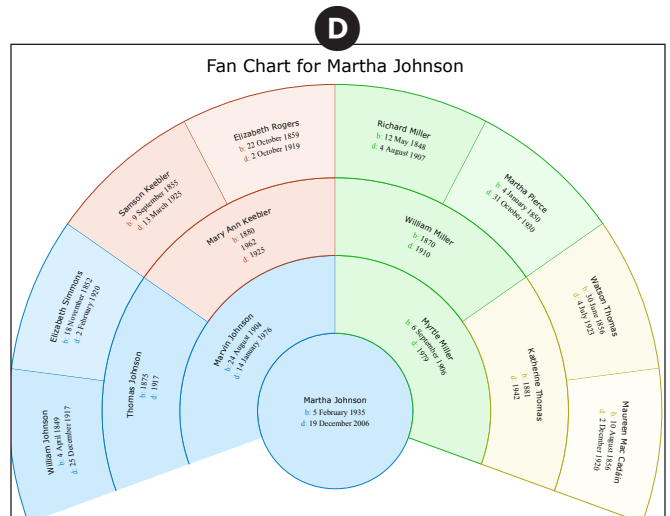 D
Fan Chart for Martha Johnson
William Johnson
b: 4 April 1849
d: 25 December 1917
Elizabeth Simmons
b: 18 November 1852
d: 2 February 1920
Samson Keebler
b: 9 September 1855
d: 13 March 1925
Elizabeth Rogers
b: 22 October 1859
d: 2 October 1919
Richard Miller
b: 12 May 1848
d: 4 August 1907
Martha Pierce
b: 4 January 1850
d: 31 October 1930
Watson Thomas
b: 30 June 1856
d: 4 July 1923
Maureen Mac Cadáin
b: 10 August 1856
d: 2 December 1920
Thomas Johnson
b: 1875
d: 1917
Mary Ann Keebler
b: 1880
1962
d: 1925
William Miller
b: 1870
d: 1910
Katherine Thomas
b: 1881
d: 1942
Marvin Johnson
b: 24 August 1904
d: 14 January 1976
Myrtle Miller
b: 6 September 1906
d: 1979
Martha Johnson
b: 5 February 1935
d: 19 December 2006